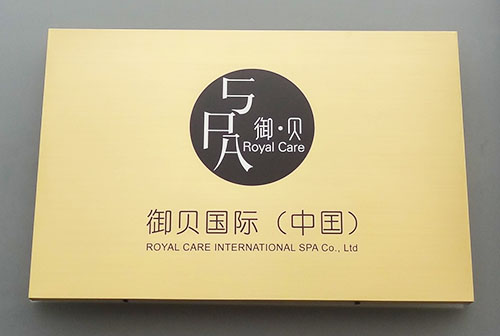 SPA
御·贝
Royal Care
御贝国际（中国）
ROYAL CARE INTERNATIONAL SPA Co., Ltd